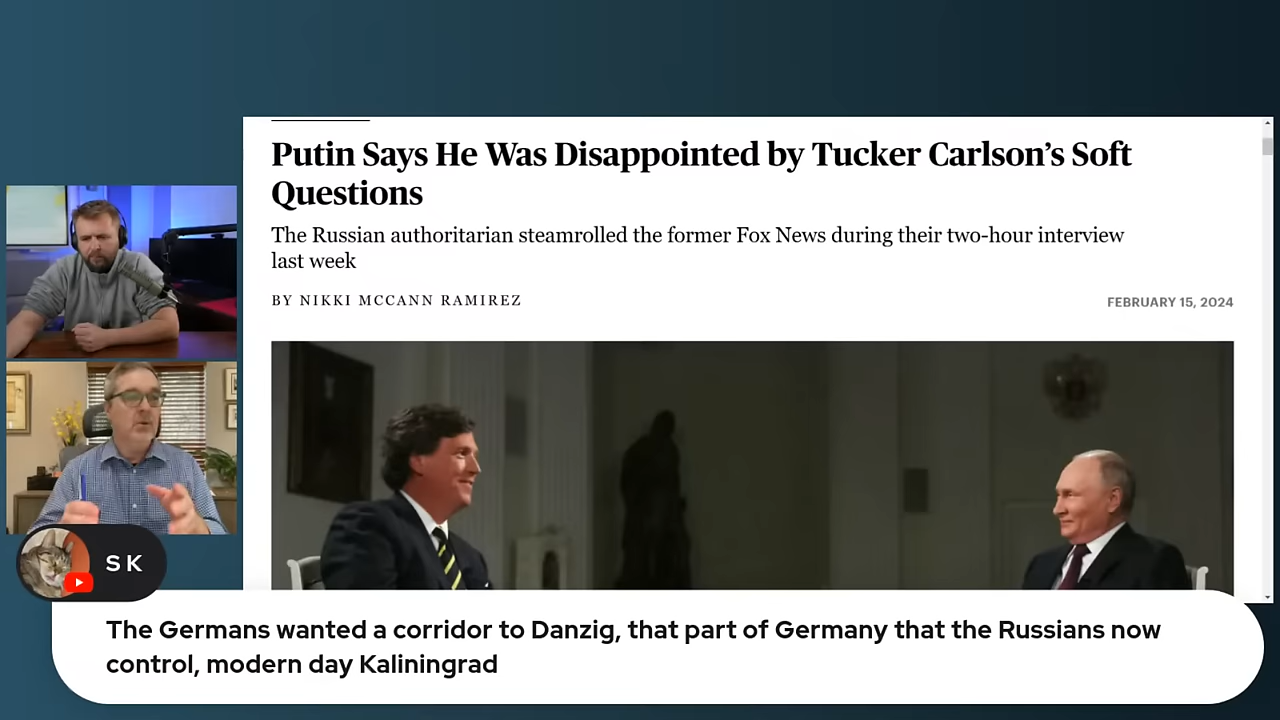 Putin Says He Was Disappointed by Tucker Carlson's Soft
Questions
The Russian authoritarian steamrolled the former Fox News during their two-hour interview
last week
BY NIKKI MCCANN RAMIREZ
FEBRUARY 15, 2024
S K
The Germans wanted a corridor to Danzig, that part of Germany that the Russians now
control, modern day Kaliningrad